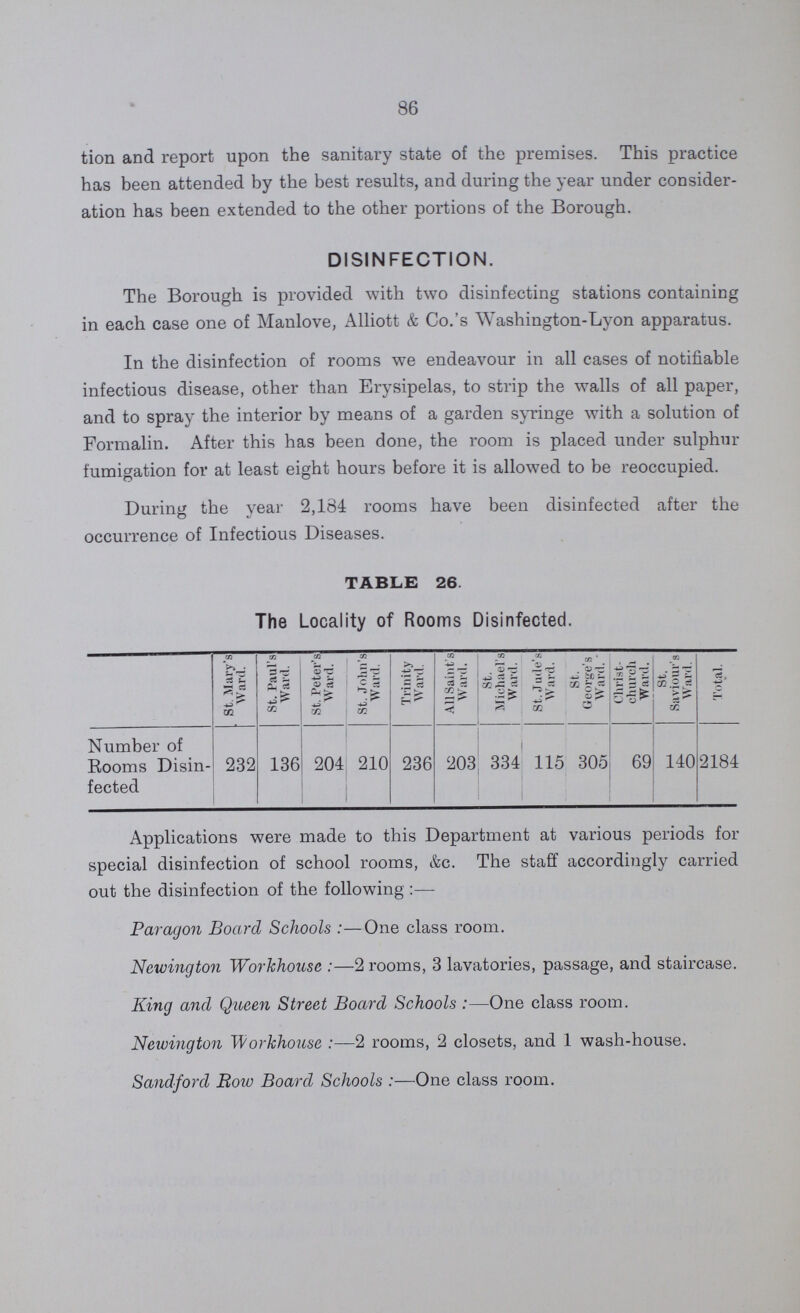 86
tion and report upon the sanitary state of the premises. This practice
has been attended by the best results, and during the year under consider-
ation has been extended to the other portions of the Borough.
DISINFECTION.
The Borough is provided with two disinfecting stations containing
in each case one of Manlove, Alliott & Co.'s Washington-Lyon apparatus.
In the disinfection of rooms we endeavour in all cases of notifiable
infectious disease, other than Erysipelas, to strip the walls of all paper,
and to spray the interior by means of a garden syringe with a solution of
Formalin. After this has been done, the room is placed under sulphur
fumigation for at least eight hours before it is allowed to be reoccupied.
During the year 2,184 rooms have been disinfected after the
occurrence of Infectious Diseases.
TABLE 26.
The Locality of Rooms Disinfected.
St. Mary's Ward. St. Paul's Ward. St. Peter's Ward. St. John's Ward. Trinity Ward. All Saint's Ward. St. Michael's Ward. St. Jude's Ward. St. George's Ward. Christ-church Ward. St. Saviour's Ward. Total.
Number of
Rooms Disin- 232 136 204 210 236 203 334 115 305 69 140 2184
fected
Applications were made to this Department at various periods for
special disinfection of school rooms, &c. The staff accordingly carried
out the disinfection of the following :—
Paragon Board Schools :—One class room.
Newington Workhouse :—2 rooms, 3 lavatories, passage, and staircase.
King and Queen Street Board Schools :—One class room.
Newington Workhouse :—2 rooms, 2 closets, and 1 wash-house.
Sandford Row Board Schools :—One class room.